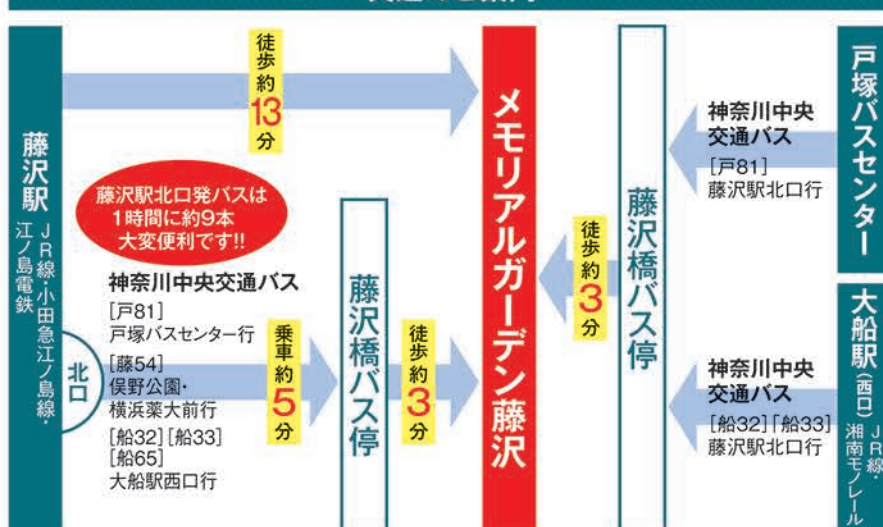 藤沢駅
JR線・小田急江ノ島線・
江ノ島電鉄
北口
徒歩約13分
藤沢駅北口発バスは
1時間に約9本
大変便利です!!
神奈川中央交通バス
[戸81]
戸塚バスセンター行
[藤54]
俣野公園・
横浜薬大前行
[船32][船33]
[船65]
大船駅西口行
乗車約5分
藤沢橋バス停
徒歩約3分
メモリアルガーデン藤沢
徒歩約3分
藤沢橋バス停
神奈川中央
交通バス
[戸81]
藤沢駅北口行
戸塚バスセンター
神奈川中央
交通バス
[船32][船33]
藤沢駅北口行
大船駅(西口)
JR線・
湘南モノレール